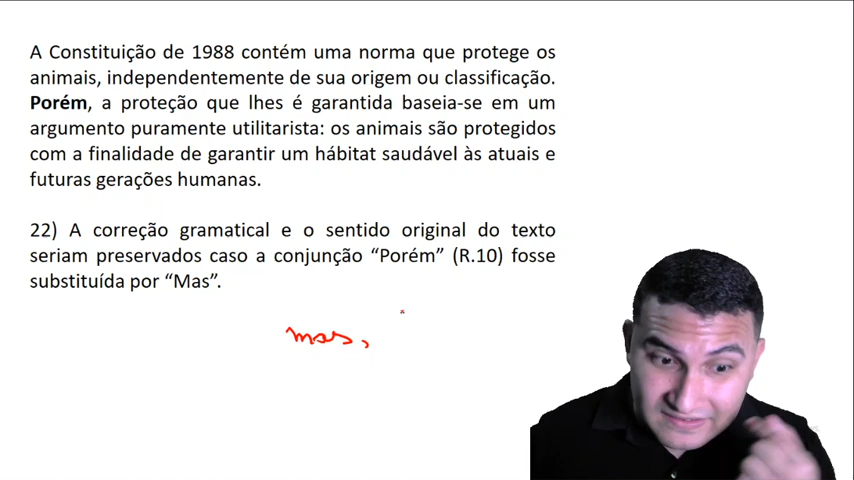 A Constituição de 1988 contém uma norma que protege os
animais, independentemente de sua origem ou classificação.
Porém, a proteção que lhes é garantida baseia-se em um
argumento puramente utilitarista: os animais são protegidos
com a finalidade de garantir um hábitat saudável às atuais e
futuras gerações humanas.
22) A correção gramatical e o sentido original do texto
seriam preservados caso a conjunção “Porém” (R.10) fosse
substituída por “Mas”.
mas,